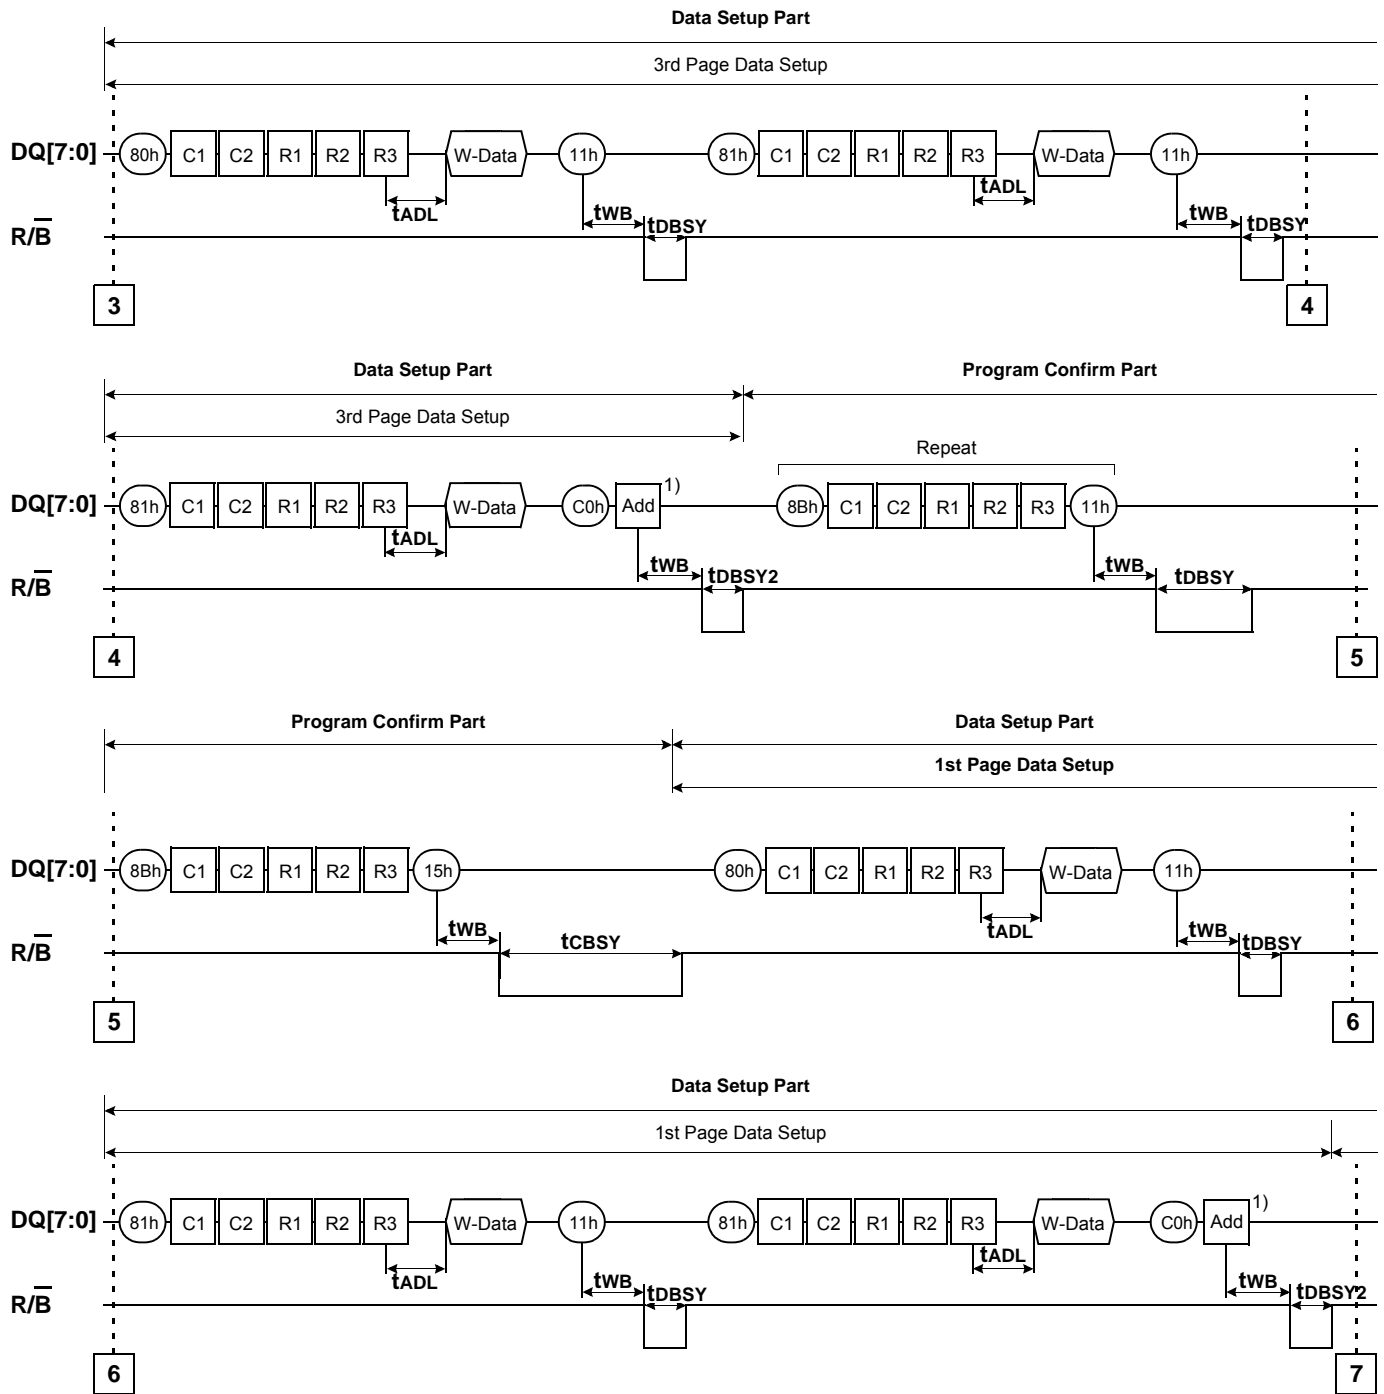 Data Setup Part
3rd Page Data Setup
DQ[7:0] 80h C1 C2 R1 R2 R3 W-Data 11h 81h C1 C2 R1 R2 R3 W-Data 11h
tADL tADL
tWB tDBSY tWB tDBSY
R/B
3 4
Data Setup Part Program Confirm Part
3rd Page Data Setup
Repeat
DQ[7:0] 81h C1 C2 R1 R2 R3 W-Data C0h Add 1) 8Bh C1 C2 R1 R2 R3 11h
tADL
tWB tDBSY2 tWB tDBSY
R/B
4 5
Program Confirm Part Data Setup Part
1st Page Data Setup
DQ[7:0] 8Bh C1 C2 R1 R2 R3 15h 80h C1 C2 R1 R2 R3 W-Data 11h
tADL
tWB tCBSY tWB tDBSY
R/B
5 6
Data Setup Part
1st Page Data Setup
DQ[7:0] 81h C1 C2 R1 R2 R3 W-Data 11h 81h C1 C2 R1 R2 R3 W-Data C0h Add 1)
tADL tADL
tWB tDBSY tWB tDBSY2
R/B
6 7